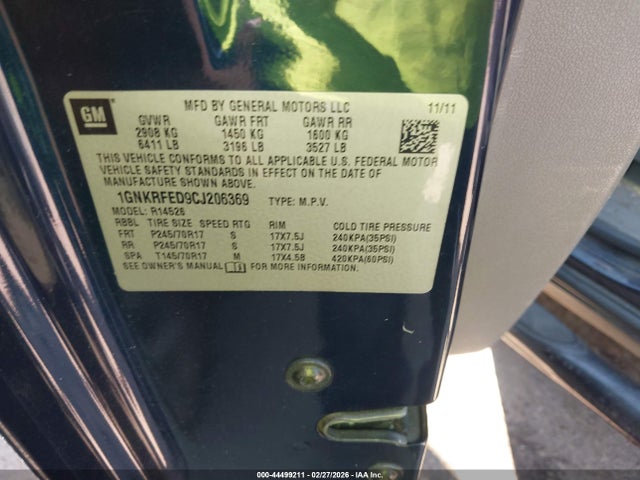 GM
MFD BY GENERAL MOTORS LLC 11/11
GVWR GAWR FRT GAWR RR
2908 KG 1450 KG 1600 KG
6411 LB 3196 LB 3527 LB
THIS VEHICLE CONFORMS TO ALL APPLICABLE U.S. FEDERAL MOTOR
VEHICLE SAFETY STANDARDS IN EFFECT ON THE DATE OF
MANUFACTURE SHOWN ABOVE.
1GNKRFED9CJ206369 TYPE: M.P.V.
MODEL: R14526
RBBL TIRE SIZE SPEED RTG RIM COLD TIRE PRESSURE
FRT P245/70R17 S 17X7.5J 240KPA(35PSI)
RR P245/70R17 S 17X7.5J 240KPA(35PSI)
SPA T145/70R17 M 17X4.5B 420KPA(60PSI)
SEE OWNER'S MANUAL FOR MORE INFORMATION.
000-44499211 - 02/27/2026 - 44499211